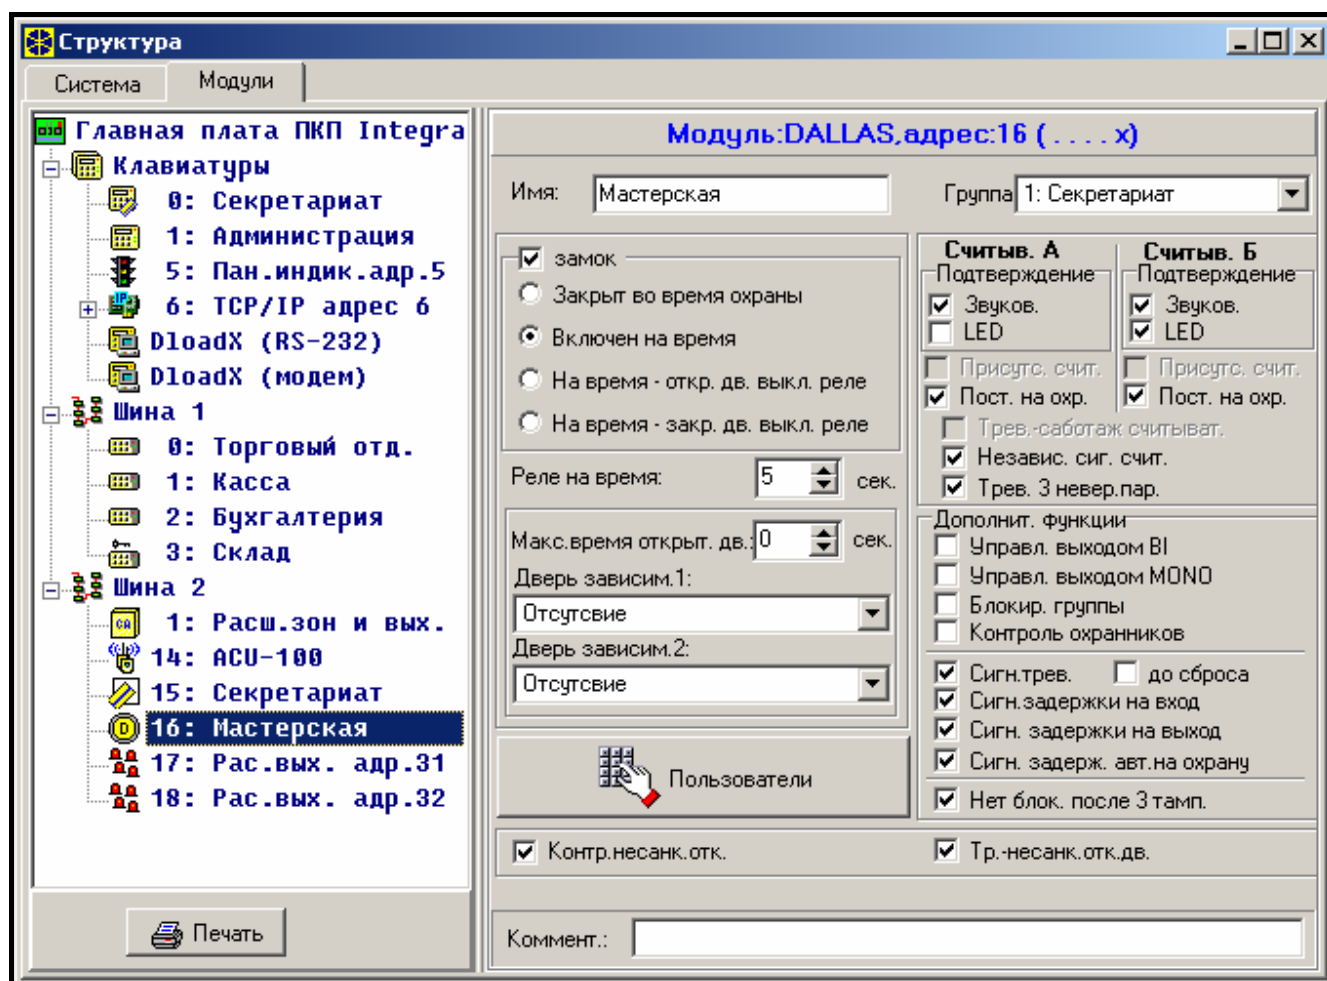 Структура
Система
Модули
Главная плата ПКП Integra
Клавиатуры
0: Секретариат
1: Администрация
5: Пан.индик.адр.5
6: TCP/IP адрес 6
DloadX (RS-232)
DloadX (модем)
Шина 1
0: Торговый отд.
1: Касса
2: Бухгалтерия
3: Склад
Шина 2
1: Расш.зон и вых.
14: ACU-100
15: Секретариат
16: Мастерская
17: Рас.вых. адр.31
18: Рас.вых. адр.32
Печать
Модуль:DALLAS,адрес:16 ( . . . . x)
Имя: Мастерская
Группа 1: Секретариат
замок
Закрыт во время охраны
Включен на время
На время - откр. дв. выкл. реле
На время - закр. дв. выкл. реле
Реле на время: 5 сек.
Макс.время открыт. дв.: 0 сек.
Дверь зависим.1:
Отсутсвие
Дверь зависим.2:
Отсутсвие
Пользователи
Считыв. А
Подтверждение
Звуков.
LED
Присутс. счит.
Пост. на охр.
Считыв. Б
Подтверждение
Звуков.
LED
Присутс. счит.
Пост. на охр.
Трев.-саботаж считыват.
Независ. сиг. счит.
Трев. 3 невер.пар.
Дополнит. функции
Управл. выходом BI
Управл. выходом MONO
Блокир. группы
Контроль охранников
Сигн.трев. до сброса
Сигн.задержки на вход
Сигн. задержки на выход
Сигн. задерж. авт.на охрану
Нет блок. после 3 тамп.
Контр.несанк.отк.
Тр.-несанк.отк.дв.
Коммент.: